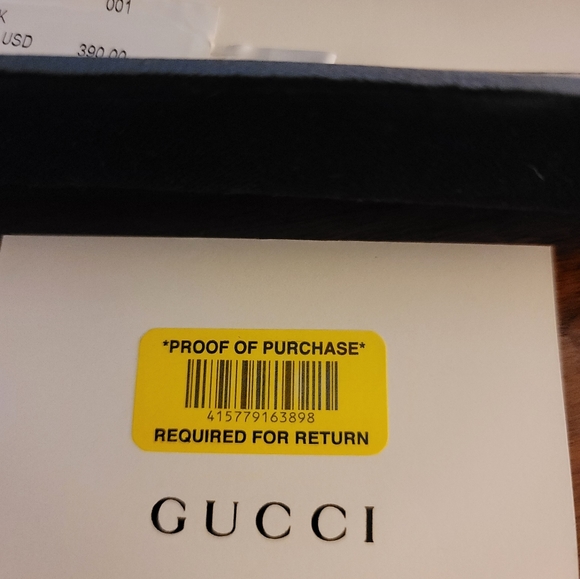 K 001
USD 390.00
*PROOF OF PURCHASE*
415779163898
REQUIRED FOR RETURN
GUCCI